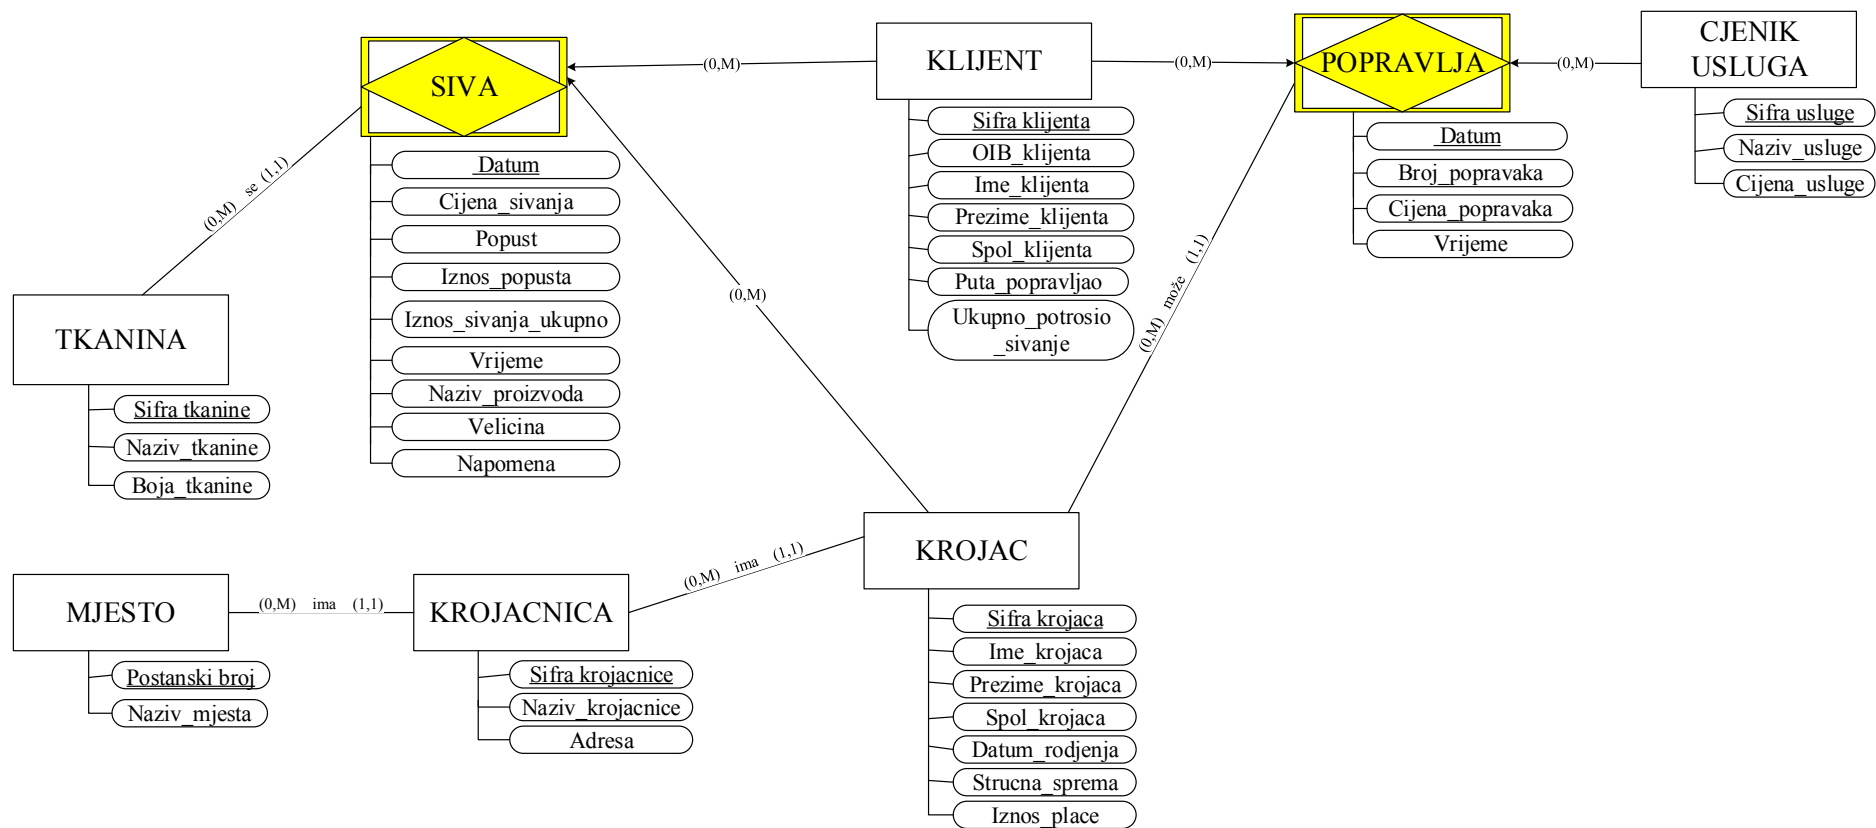 SIVA
Datum
Cijena_sivanja
Popust
Iznos_popusta
Iznos_sivanja_ukupno
Vrijeme
Naziv_proizvoda
Velicina
Napomena
(0,M)
KLIJENT
Sifra klijenta
OIB_klijenta
Ime_klijenta
Prezime_klijenta
Spol_klijenta
Puta_popravljao
Ukupno_potrosio
_sivanje
(0,M)
POPRAVLJA
Datum
Broj_popravaka
Cijena_popravaka
Vrijeme
(0,M)
CJENIK
USLUGA
Sifra usluge
Naziv_usluge
Cijena_usluge
(0,M) se (1,1)
(0,M)
(0,M) može (1,1)
TKANINA
Sifra tkanine
Naziv_tkanine
Boja_tkanine
MJESTO
Postanski broj
Naziv_mjesta
(0,M) ima (1,1)
KROJACNICA
Sifra krojacnice
Naziv_krojacnice
Adresa
(0,M) ima (1,1)
KROJAC
Sifra krojaca
Ime_krojaca
Prezime_krojaca
Spol_krojaca
Datum_rodjenja
Strucna_sprema
Iznos_place